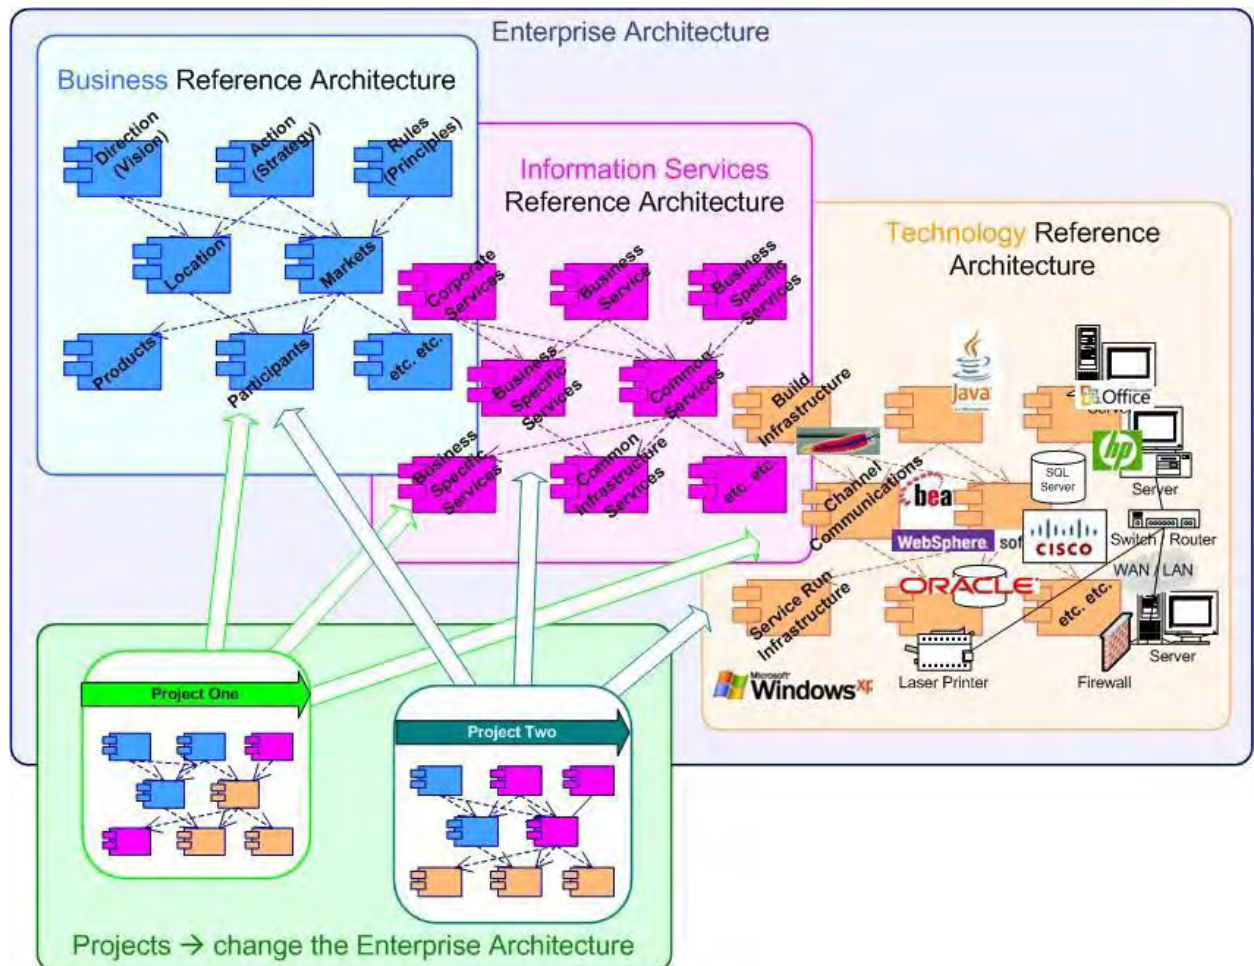 Enterprise Architecture
Business Reference Architecture
Direction
(Vision)
Action
(Strategy)
Rules
(Principles)
Location
Markets
Products
Participants
etc. etc.
Information Services
Reference Architecture
Corporate
Services
Business
Service
Business
Specific
Services
Business
Specific
Services
Common
Services
Business
Specific
Services
Common
Infrastructure
Services
etc. etc.
Technology Reference
Architecture
Build
Infrastructure
Java
Server
Office
hp
Channel
Communications
bea
SQL
Server
Server
WebSphere.
sof
CISCO
Switch / Router
WAN / LAN
Service Run
Infrastructure
ORACLE
etc. etc.
Microsoft
Windows xp
Laser Printer
Firewall
Server
Project One
Project Two
Projects → change the Enterprise Architecture